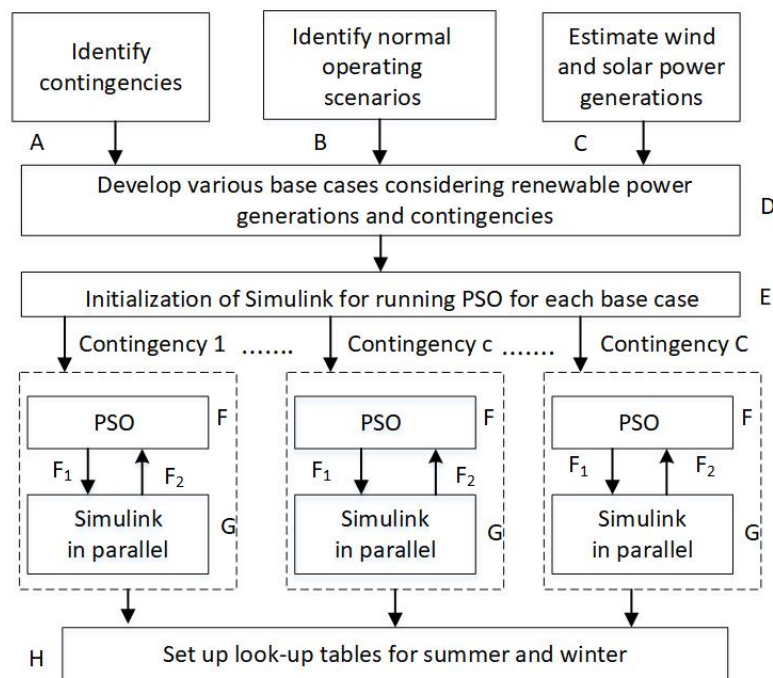 Identify
contingencies
Identify normal
operating
scenarios
Estimate wind
and solar power
generations
A
B
C
Develop various base cases considering renewable power
generations and contingencies
D
Initialization of Simulink for running PSO for each base case
E
Contingency 1 ....... Contingency c ....... Contingency C
PSO
F
F₁
F₂
Simulink
in parallel
G
PSO
F
F₁
F₂
Simulink
in parallel
G
PSO
F
F₁
F₂
Simulink
in parallel
G
H
Set up look-up tables for summer and winter